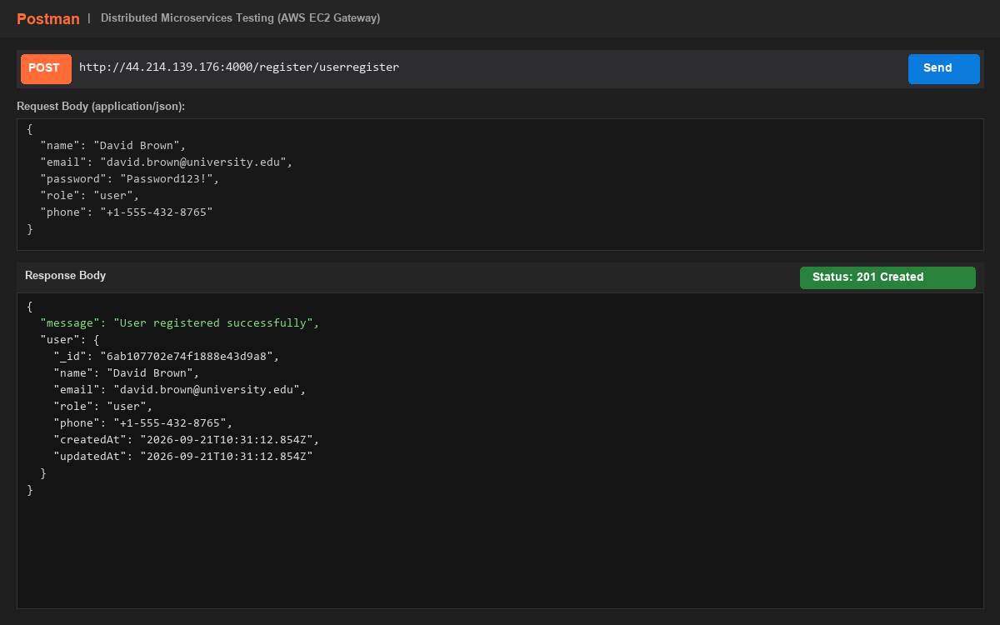 Postman | Distributed Microservices Testing (AWS EC2 Gateway)
POST http://44.214.139.176:4000/register/userregister Send
Request Body (application/json):
{
  "name": "David Brown",
  "email": "david.brown@university.edu",
  "password": "Password123!",
  "role": "user",
  "phone": "+1-555-432-8765"
}
Response Body Status: 201 Created
{
  "message": "User registered successfully",
  "user": {
    "_id": "6ab107702e74f1888e43d9a8",
    "name": "David Brown",
    "email": "david.brown@university.edu",
    "role": "user",
    "phone": "+1-555-432-8765",
    "createdAt": "2026-09-21T10:31:12.854Z",
    "updatedAt": "2026-09-21T10:31:12.854Z"
  }
}